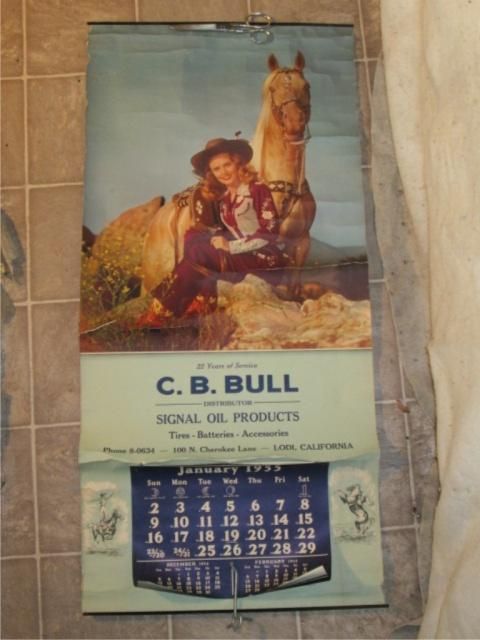 22 Years of Service
C. B. BULL
DISTRIBUTOR
SIGNAL OIL PRODUCTS
Tires - Batteries - Accessories
Phone 8-0634 — 100 N. Cherokee Lane — LODI, CALIFORNIA
January 1955
Sun Mon Tue Wed Thu Fri Sat
1
2 3 4 5 6 7 8
9 10 11 12 13 14 15
16 17 18 19 20 21 22
23/30 24/31 25 26 27 28 29
DECEMBER 1954 FEBRUARY